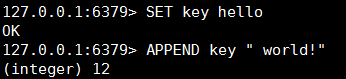 127.0.0.1:6379> SET key hello
OK
127.0.0.1:6379> APPEND key " world!"
(integer) 12